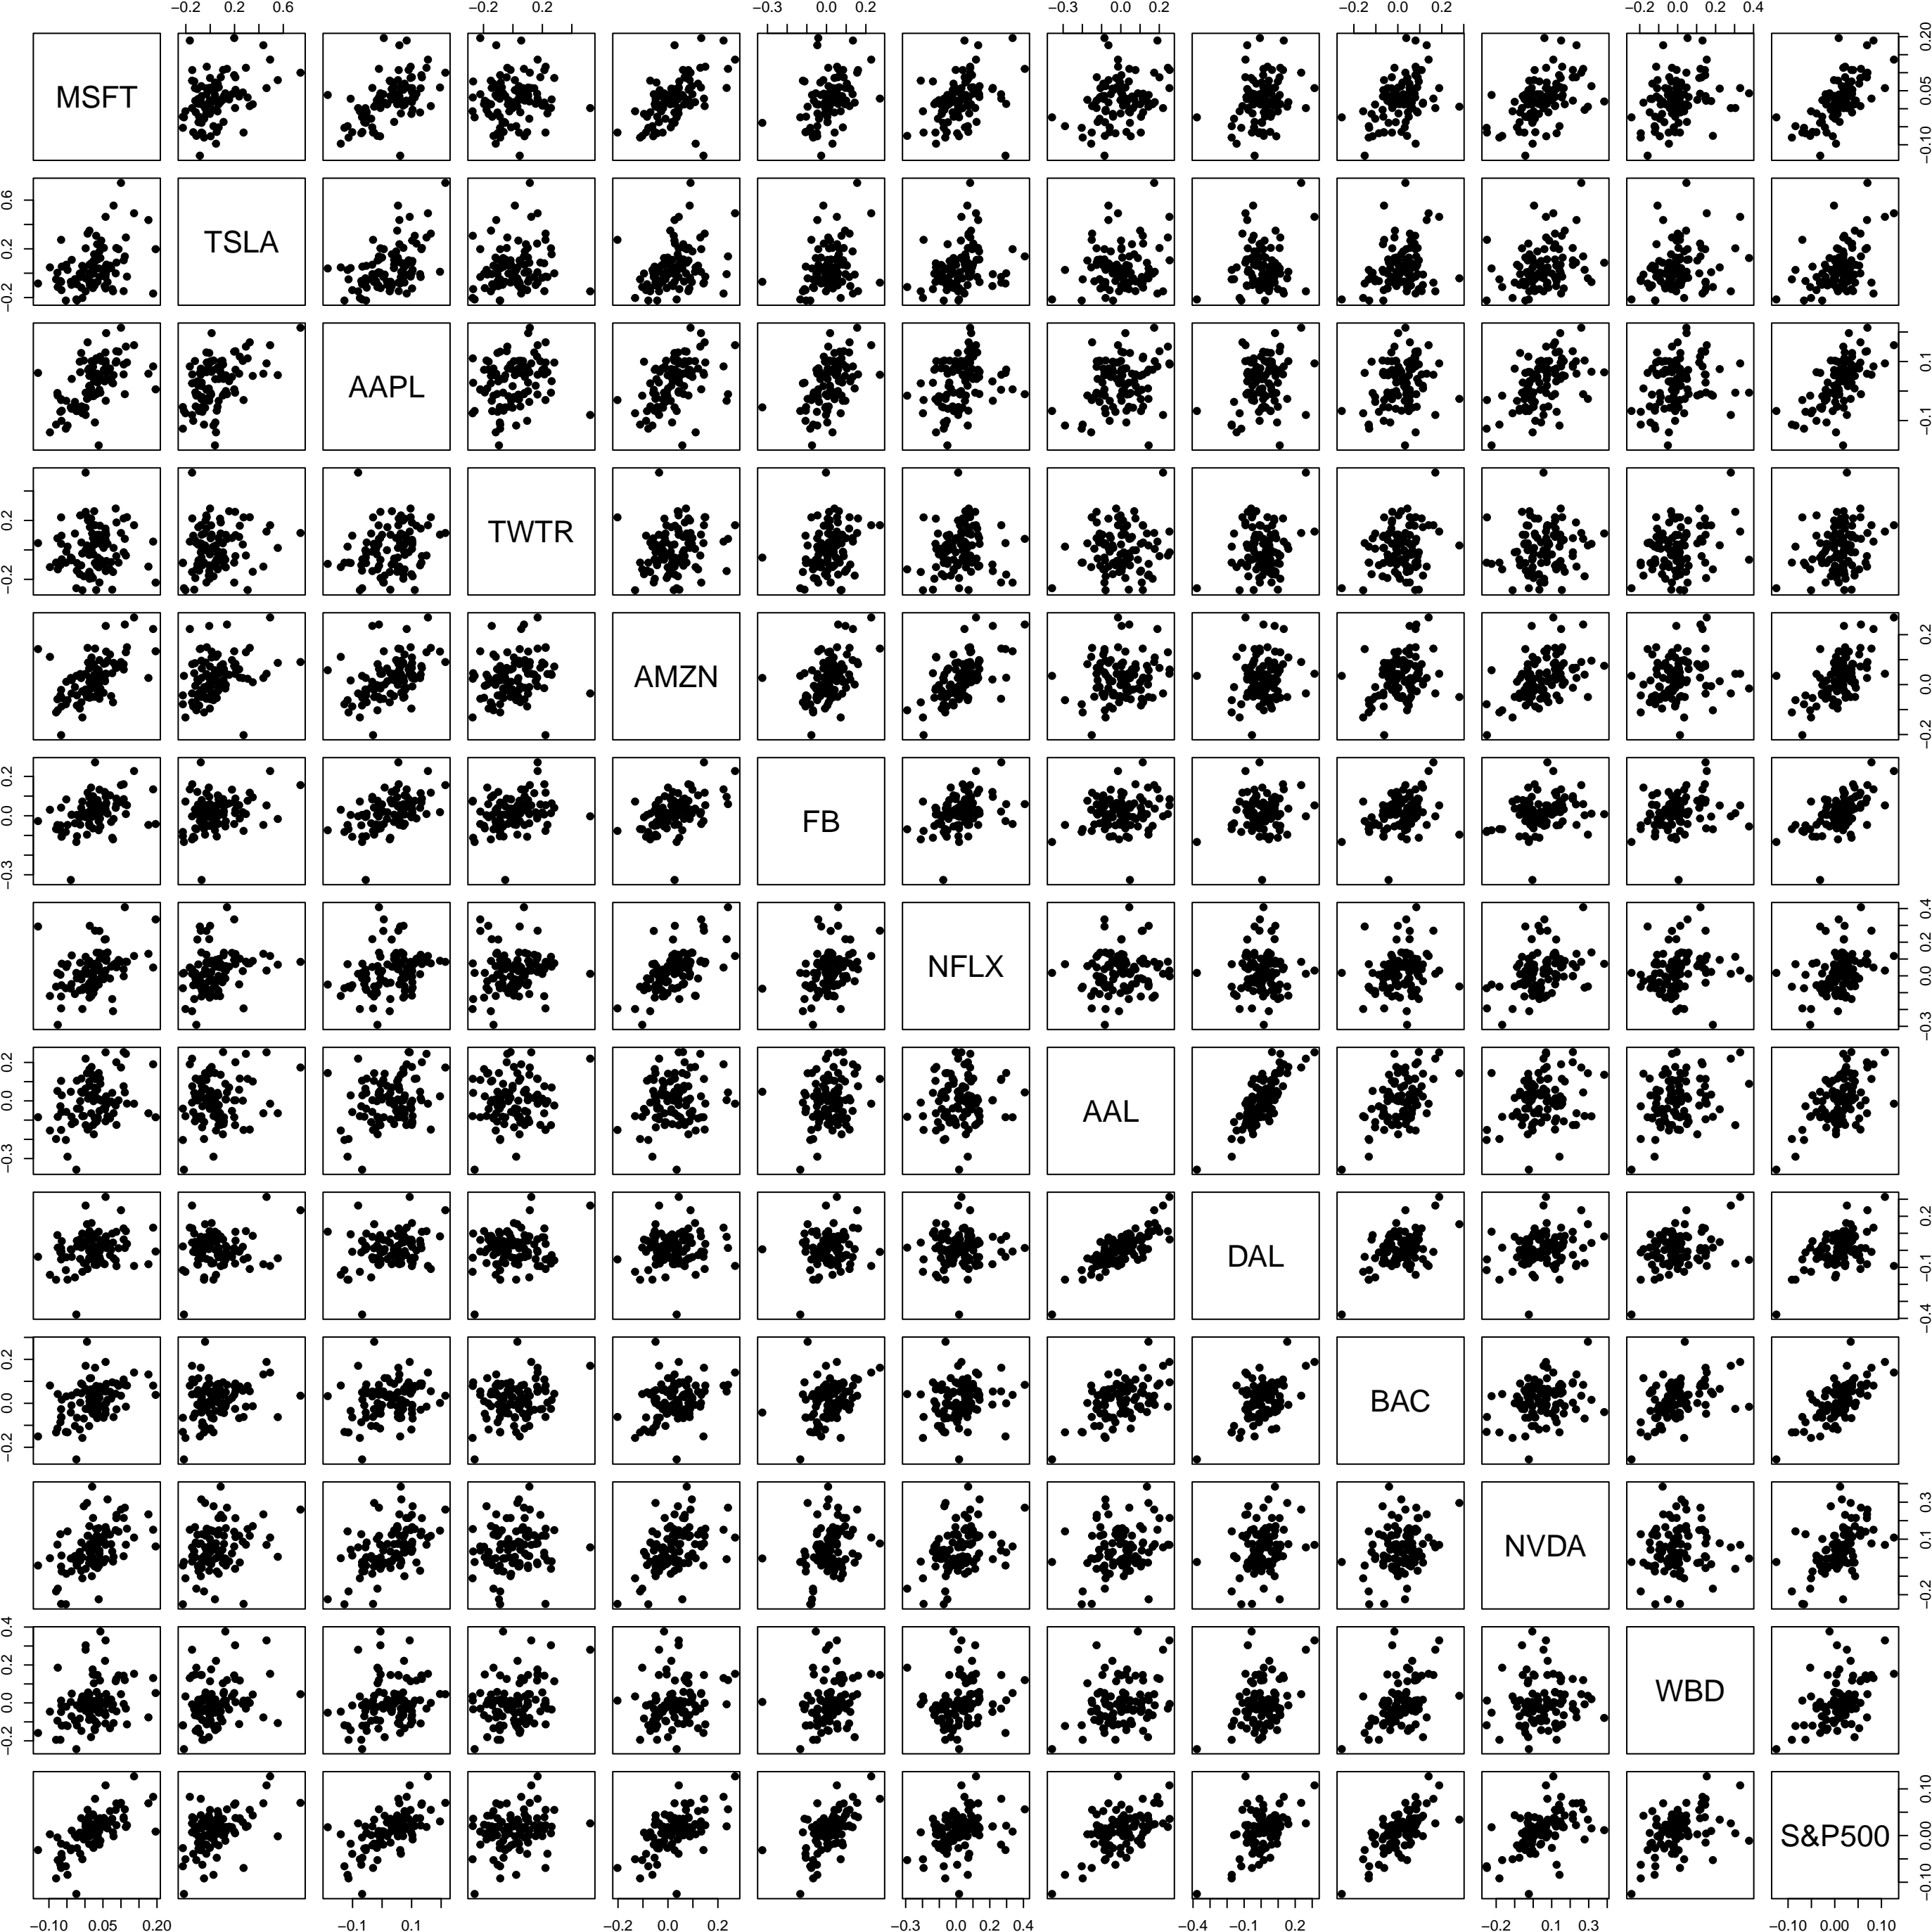 −0.2 0.2 0.6 −0.2 0.2 −0.3 0.0 0.2 −0.3 0.0 0.2 −0.2 0.0 0.2 −0.2 0.0 0.2 0.4
MSFT −0.10 0.05 0.20
−0.2 0.2 0.6 TSLA
AAPL −0.1 0.1
−0.2 0.2 TWTR
AMZN −0.2 0.0 0.2
−0.3 0.0 0.2 FB
NFLX −0.3 0.0 0.2 0.4
−0.3 0.0 0.2 AAL
DAL −0.4 −0.1 0.2
−0.2 0.0 0.2 BAC
NVDA −0.2 0.1 0.3
−0.2 0.0 0.2 0.4 WBD
S&P500 −0.10 0.00 0.10
−0.10 0.05 0.20 −0.1 0.1 −0.2 0.0 0.2 −0.3 0.0 0.2 0.4 −0.4 −0.1 0.2 −0.2 0.1 0.3 −0.10 0.00 0.10